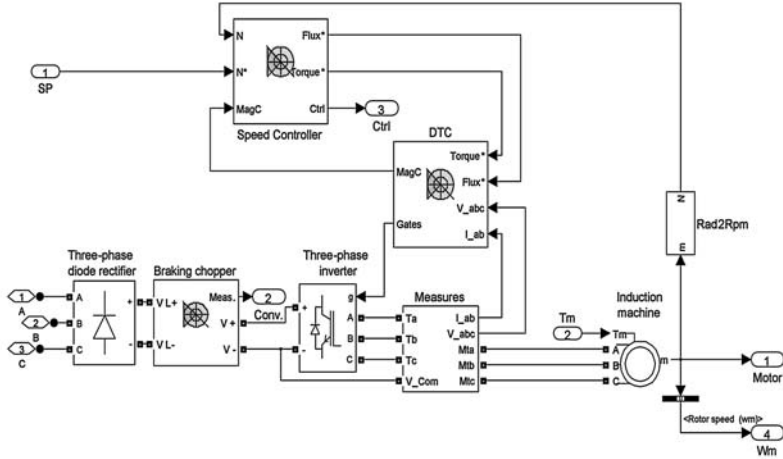 N
Flux*
1
SP
N*
Torque*
MagC
Ctrl
3
Ctrl
Speed Controller
DTC
Torque*
MagC
Flux*
V_abc
Gates
I_ab
N
m
Rad2Rpm
Three-phase
diode rectifier
Braking chopper
Three-phase
inverter
Measures
Induction
machine
1
A
2
B
3
C
A
B
C
+
-
V L+
V L-
Meas.
V +
V -
2
Conv.
+
-
g
A
B
C
Ta
Tb
Tc
V_Com
I_ab
V_abc
Mta
Mtb
Mtc
Tm
2
Tm
A
B
C
m
1
Motor
<Rotor speed (wm)>
4
Wm